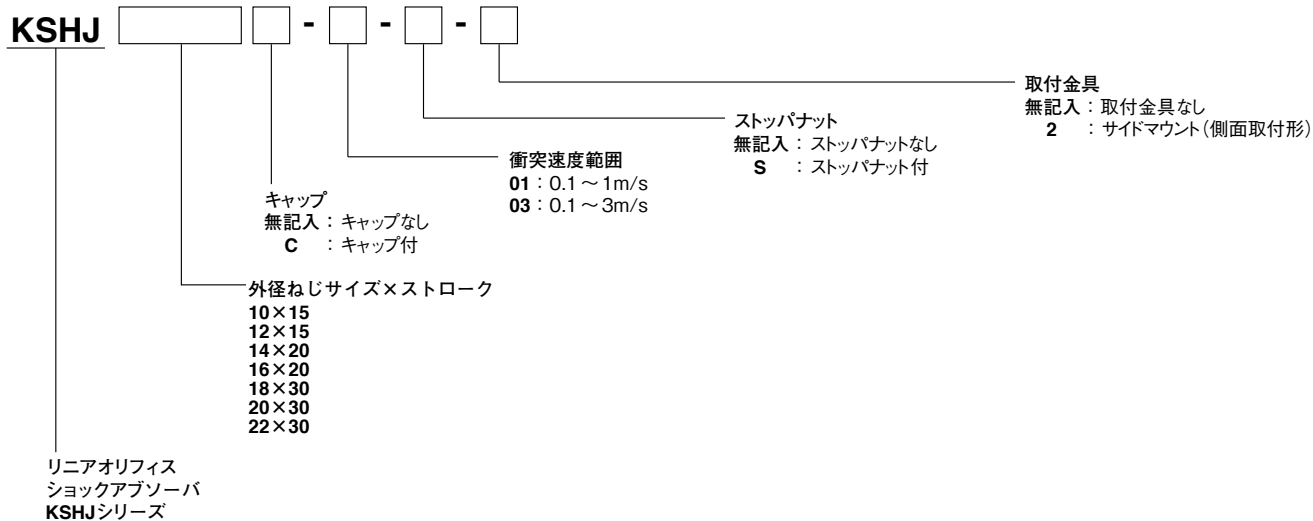 KSHJ - - -
取付金具
無記入：取付金具なし
2 ：サイドマウント（側面取付形）
ストッパナット
無記入：ストッパナットなし
S ：ストッパナット付
衝突速度範囲
01：0.1～1m/s
03：0.1～3m/s
キャップ
無記入：キャップなし
C ：キャップ付
外径ねじサイズ×ストローク
10×15
12×15
14×20
16×20
18×30
20×30
22×30
リニアオリフィス
ショックアブソーバ
KSHJシリーズ